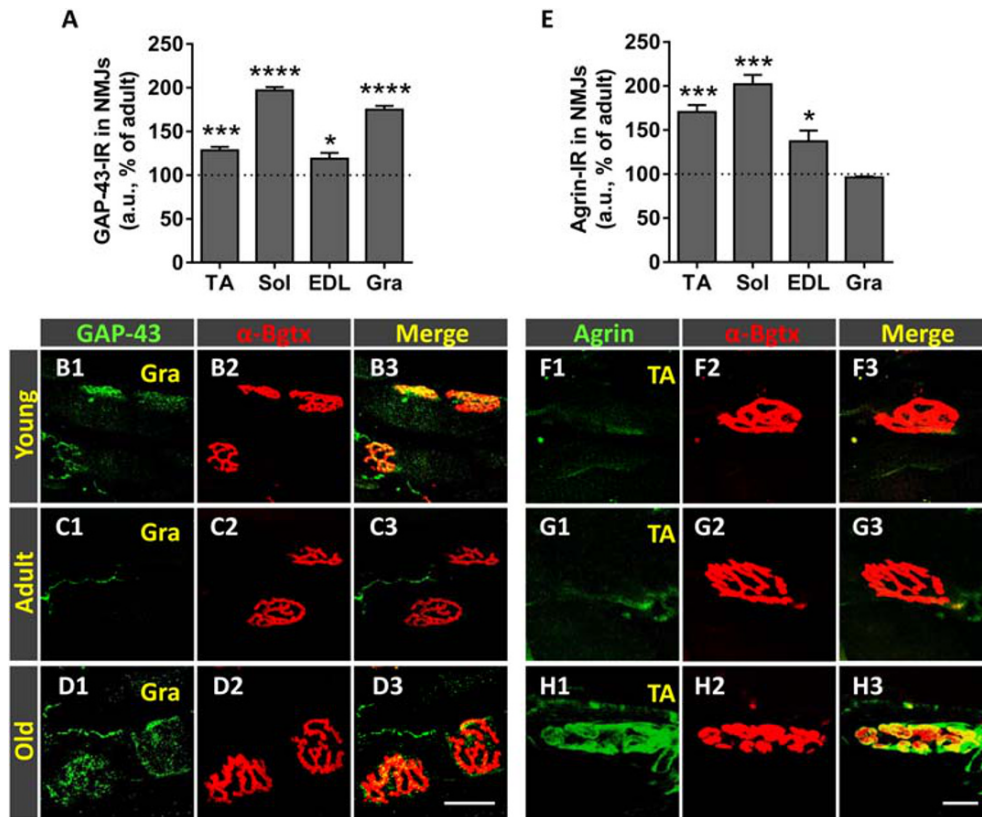 A
GAP-43-IR in NMJs
(a.u., % of adult)
250
200
150
100
50
0
***
****
*
****
TA Sol EDL Gra
E
Agrin-IR in NMJs
(a.u., % of adult)
250
200
150
100
50
0
***
***
*
TA Sol EDL Gra
GAP-43 α-Bgtx Merge
Young
B1 Gra B2 B3
Adult
C1 Gra C2 C3
Old
D1 Gra D2 D3
Agrin α-Bgtx Merge
F1 TA F2 F3
G1 TA G2 G3
H1 TA H2 H3